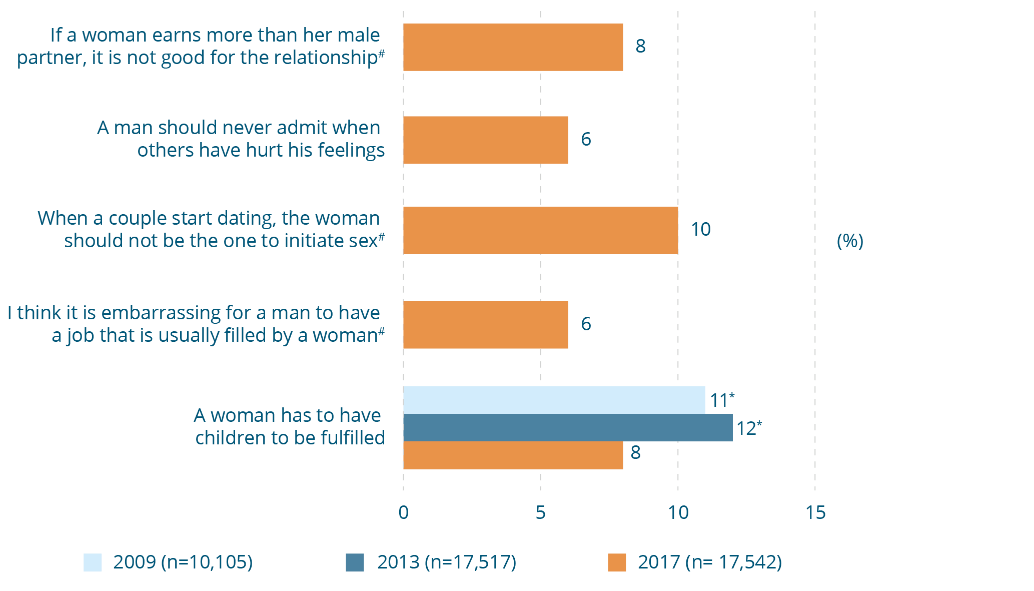 If a woman earns more than her male
partner, it is not good for the relationship#
8
A man should never admit when
others have hurt his feelings
6
When a couple start dating, the woman
should not be the one to initiate sex#
10
(%)
I think it is embarrassing for a man to have
a job that is usually filled by a woman#
6
A woman has to have
children to be fulfilled
11*
12*
8
0 5 10 15
2009 (n=10,105) 2013 (n=17,517) 2017 (n= 17,542)